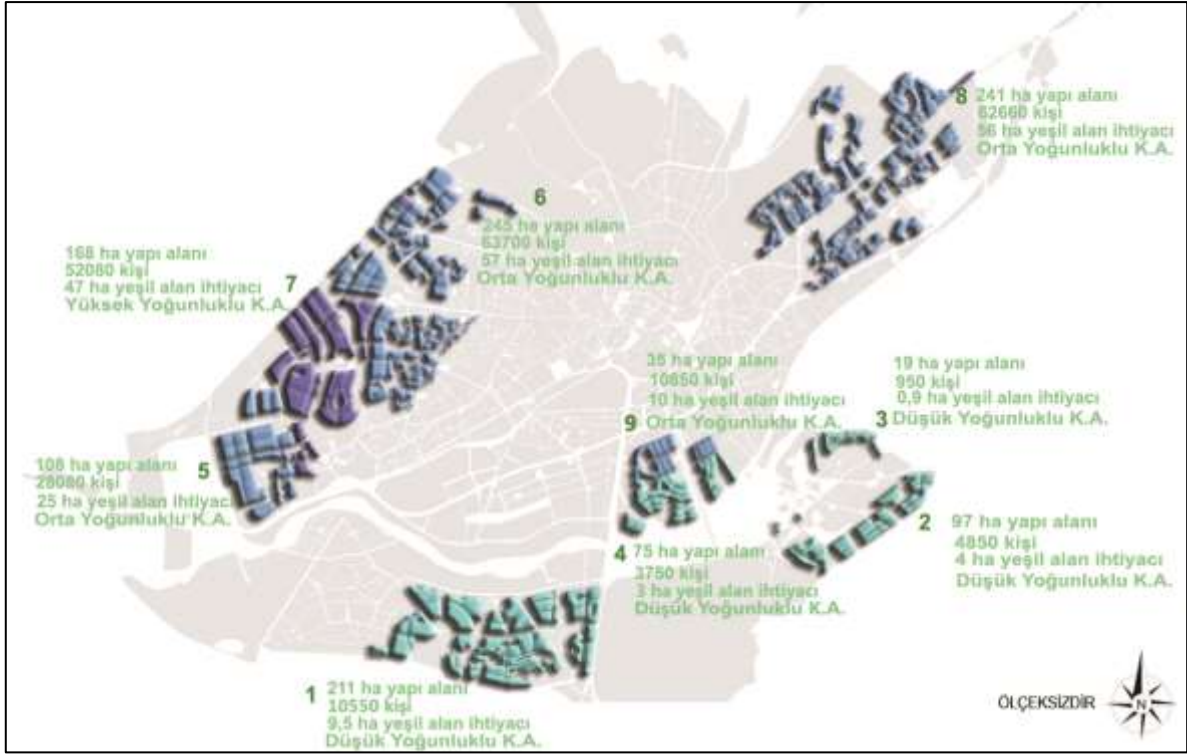 8 241 ha yapı alanı
62660 kişi
56 ha yeşil alan ihtiyacı
Orta Yoğunluklu K.A.
6
245 ha yapı alanı
63700 kişi
57 ha yeşil alan ihtiyacı
Orta Yoğunluklu K.A.
168 ha yapı alanı
52080 kişi
47 ha yeşil alan ihtiyacı
7
Yüksek Yoğunluklu K.A.
35 ha yapı alanı
10850 kişi
10 ha yeşil alan ihtiyacı
9 Orta Yoğunluklu K.A.
19 ha yapı alanı
950 kişi
0,9 ha yeşil alan ihtiyacı
3 Düşük Yoğunluklu K.A.
108 ha yapı alanı
5
28080 kişi
25 ha yeşil alan ihtiyacı
Orta Yoğunluklu K.A.
2 97 ha yapı alanı
4850 kişi
4 ha yeşil alan ihtiyacı
Düşük Yoğunluklu K.A.
4 75 ha yapı alanı
3750 kişi
3 ha yeşil alan ihtiyacı
Düşük Yoğunluklu K.A.
1 211 ha yapı alanı
10550 kişi
9,5 ha yeşil alan ihtiyacı
Düşük Yoğunluklu K.A.
ÖLÇEKSİZDİR
N